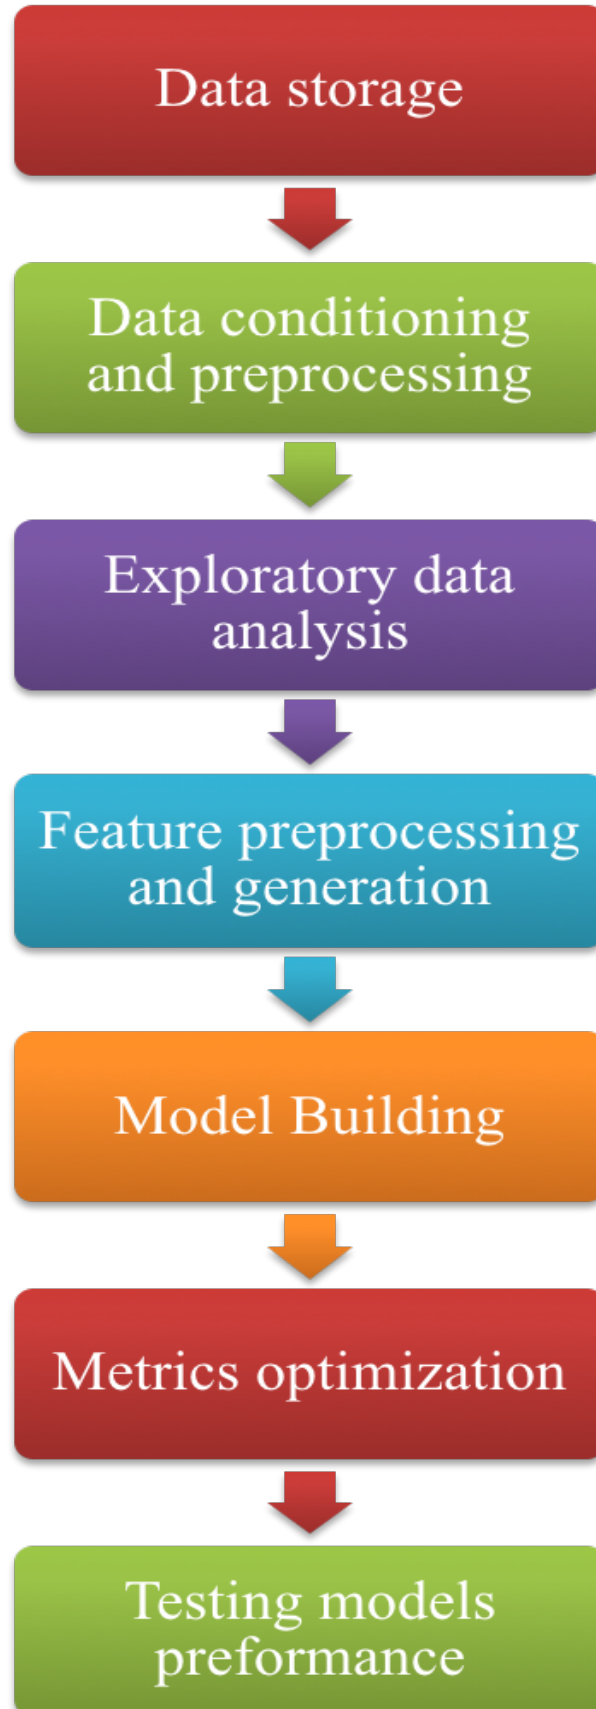 Data storage
Data conditioning
and preprocessing
Exploratory data
analysis
Feature preprocessing
and generation
Model Building
Metrics optimization
Testing models
preformance